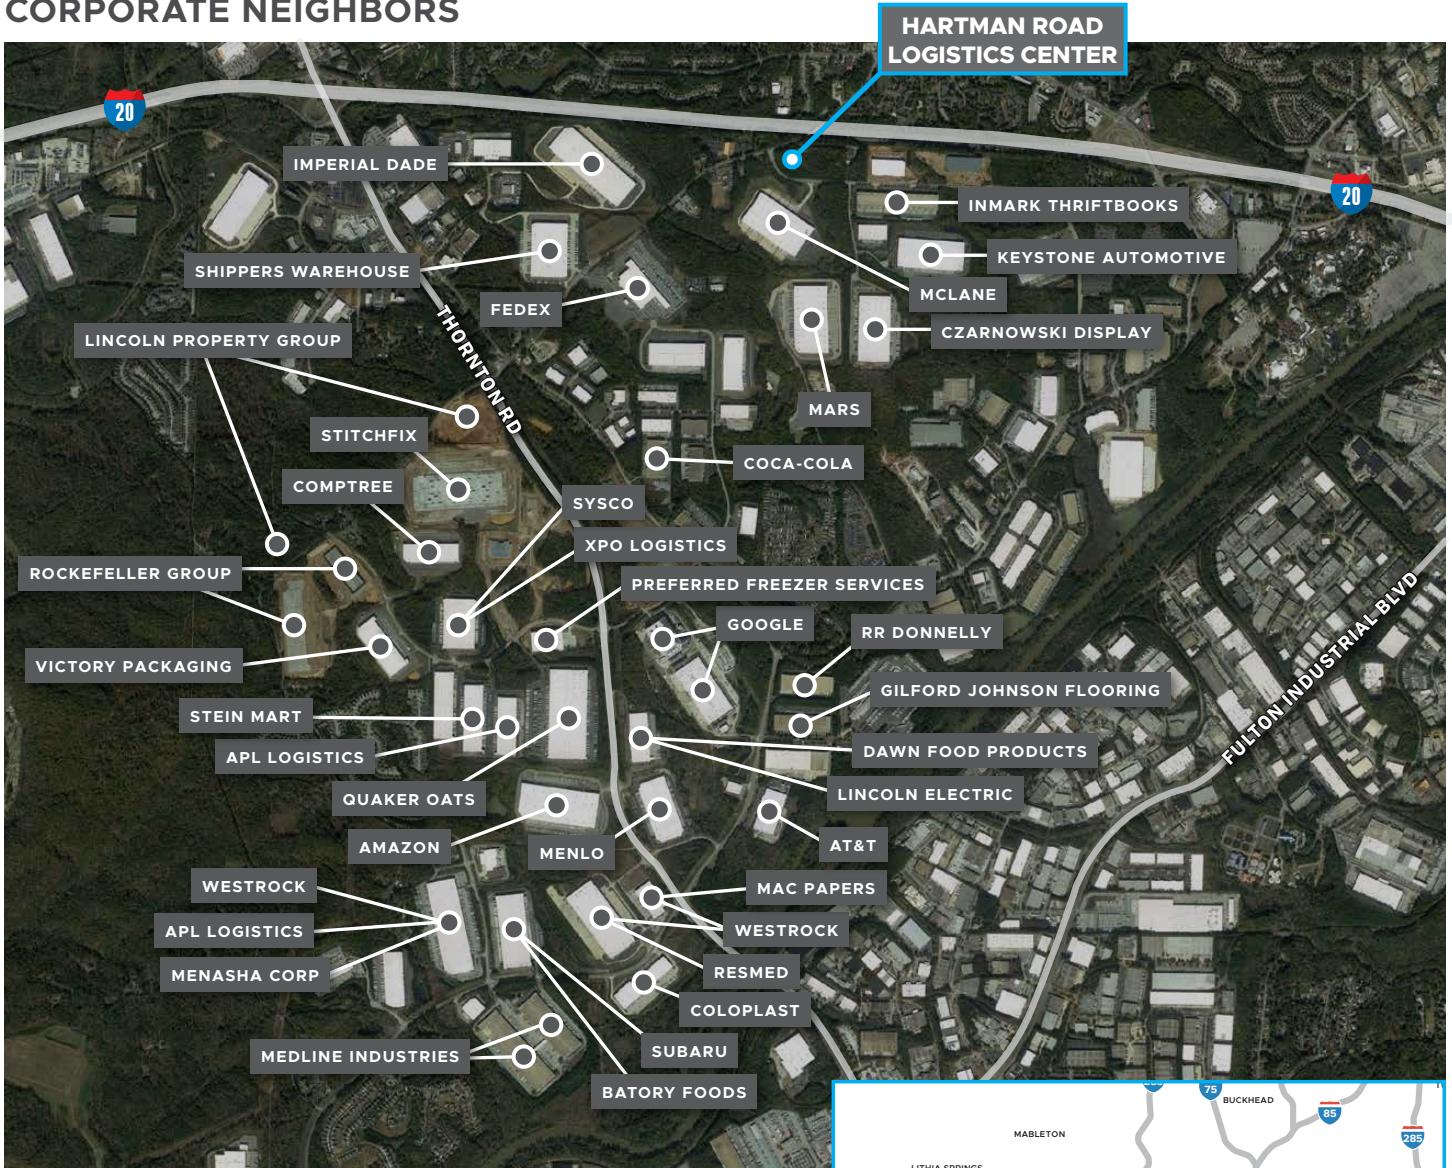 CORPORATE NEIGHBORS
HARTMAN ROAD
LOGISTICS CENTER
20
IMPERIAL DADE
20
INMARK THRIFTBOOKS
SHIPPERS WAREHOUSE
KEYSTONE AUTOMOTIVE
MCLANE
FEDEX
CZARNOWSKI DISPLAY
LINCOLN PROPERTY GROUP
THORNTON RD
MARS
STITCHFIX
COCA-COLA
COMPTREE
SYSCO
XPO LOGISTICS
ROCKEFELLER GROUP
PREFERRED FREEZER SERVICES
GOOGLE
RR DONNELLY
VICTORY PACKAGING
FULTON INDUSTRIAL BLVD
GILFORD JOHNSON FLOORING
STEIN MART
APL LOGISTICS
DAWN FOOD PRODUCTS
QUAKER OATS
LINCOLN ELECTRIC
AMAZON
MENLO
AT&T
WESTROCK
MAC PAPERS
APL LOGISTICS
WESTROCK
MENASHA CORP
RESMED
COLOPLAST
MEDLINE INDUSTRIES
SUBARU
BATORY FOODS
75
BUCKHEAD
85
MABLETON
285
LITHIA SPRINGS